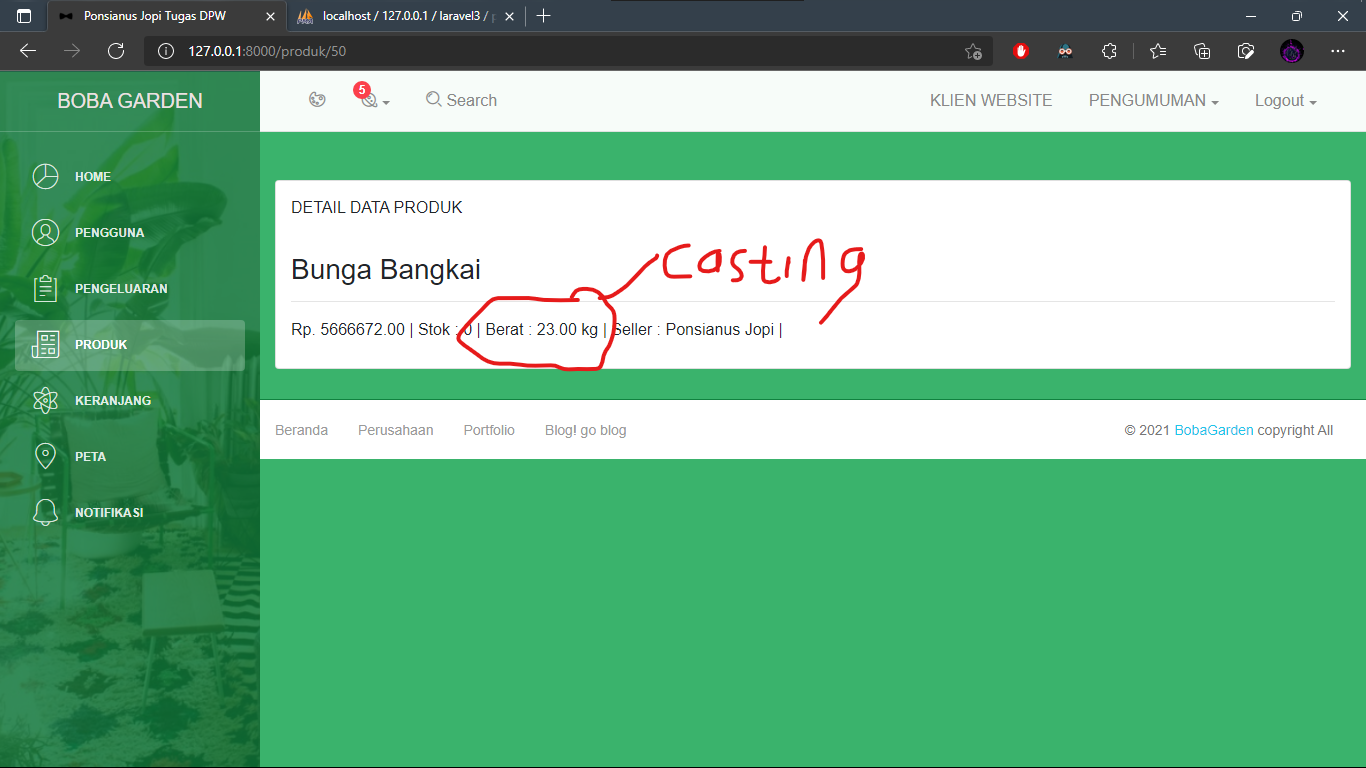 Ponsianus Jopi Tugas DPW
localhost / 127.0.0.1 / laravel3 /
127.0.0.1:8000/produk/50
BOBA GARDEN
5
Search
KLIEN WEBSITE
PENGUMUMAN
Logout
HOME
PENGGUNA
PENGELUARAN
PRODUK
KERANJANG
PETA
NOTIFIKASI
DETAIL DATA PRODUK
Bunga Bangkai
casting
Rp. 5666672.00 | Stok : 0 | Berat : 23.00 kg | Seller : Ponsianus Jopi |
Beranda
Perusahaan
Portfolio
Blog! go blog
© 2021 BobaGarden copyright All